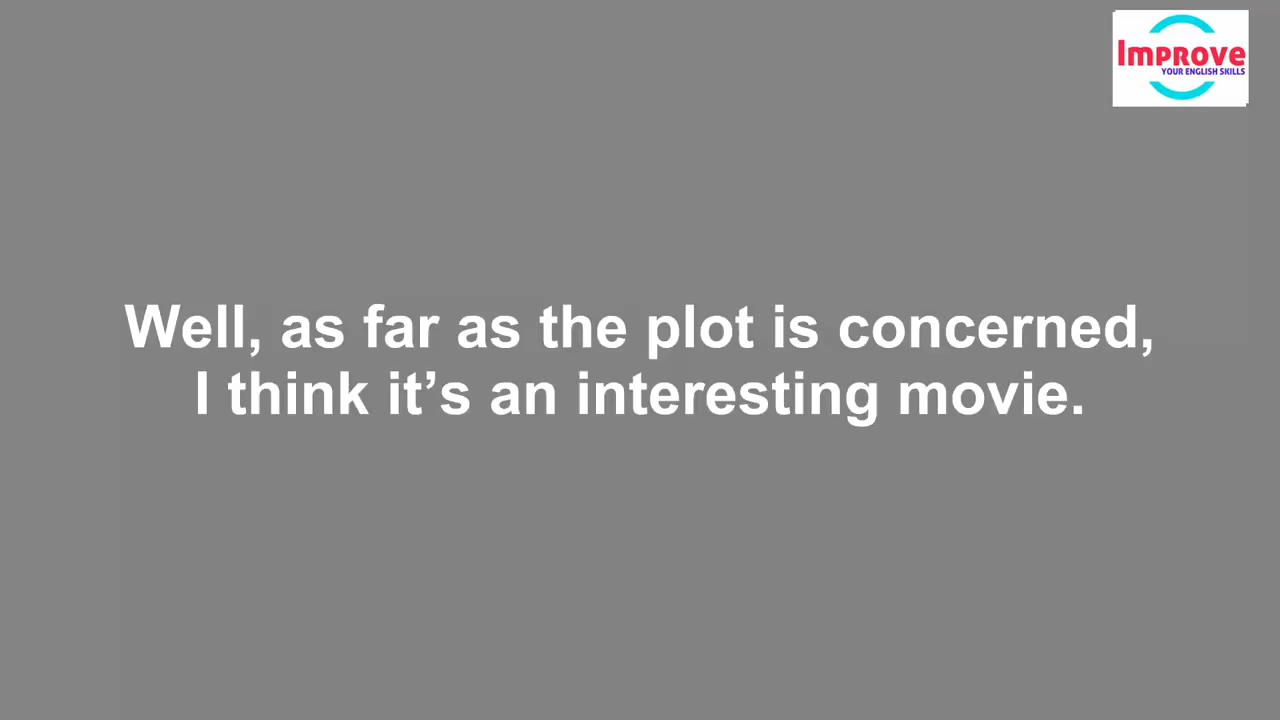 Improve
YOUR ENGLISH SKILLS
Well, as far as the plot is concerned,
I think it’s an interesting movie.